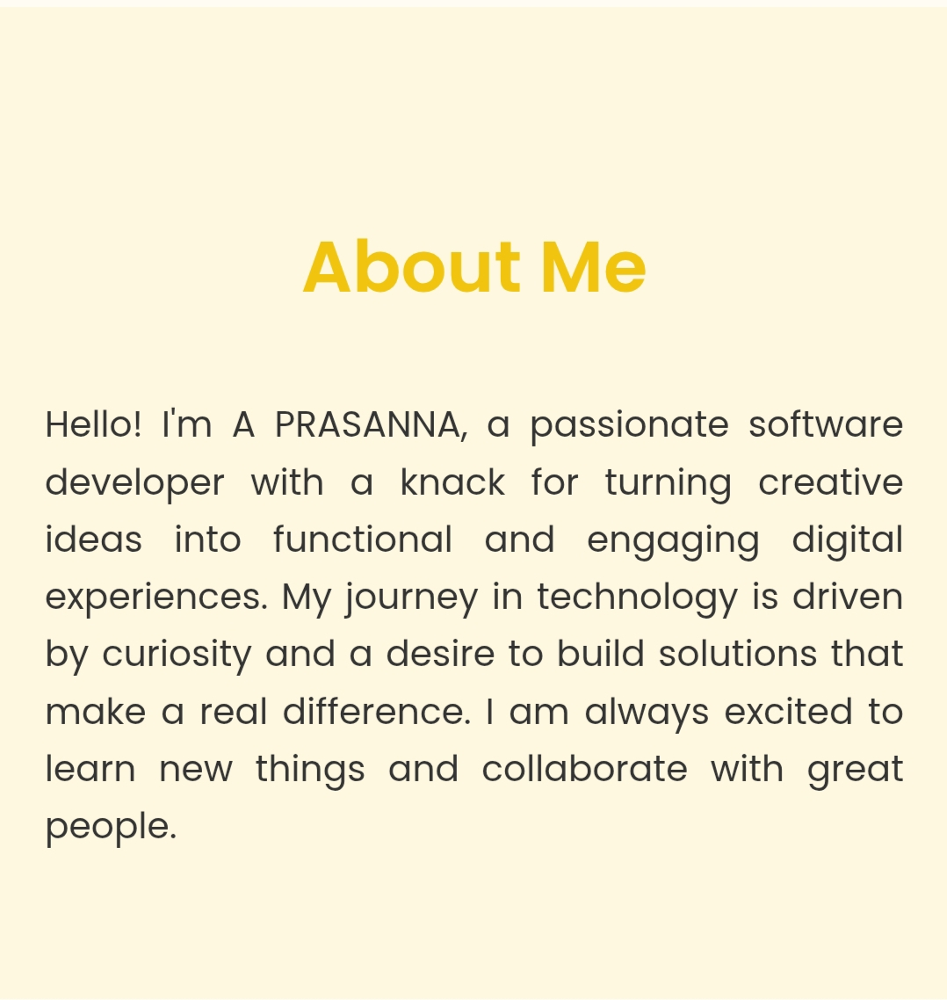 About Me
Hello! I'm A PRASANNA, a passionate software
developer with a knack for turning creative
ideas into functional and engaging digital
experiences. My journey in technology is driven
by curiosity and a desire to build solutions that
make a real difference. I am always excited to
learn new things and collaborate with great
people.